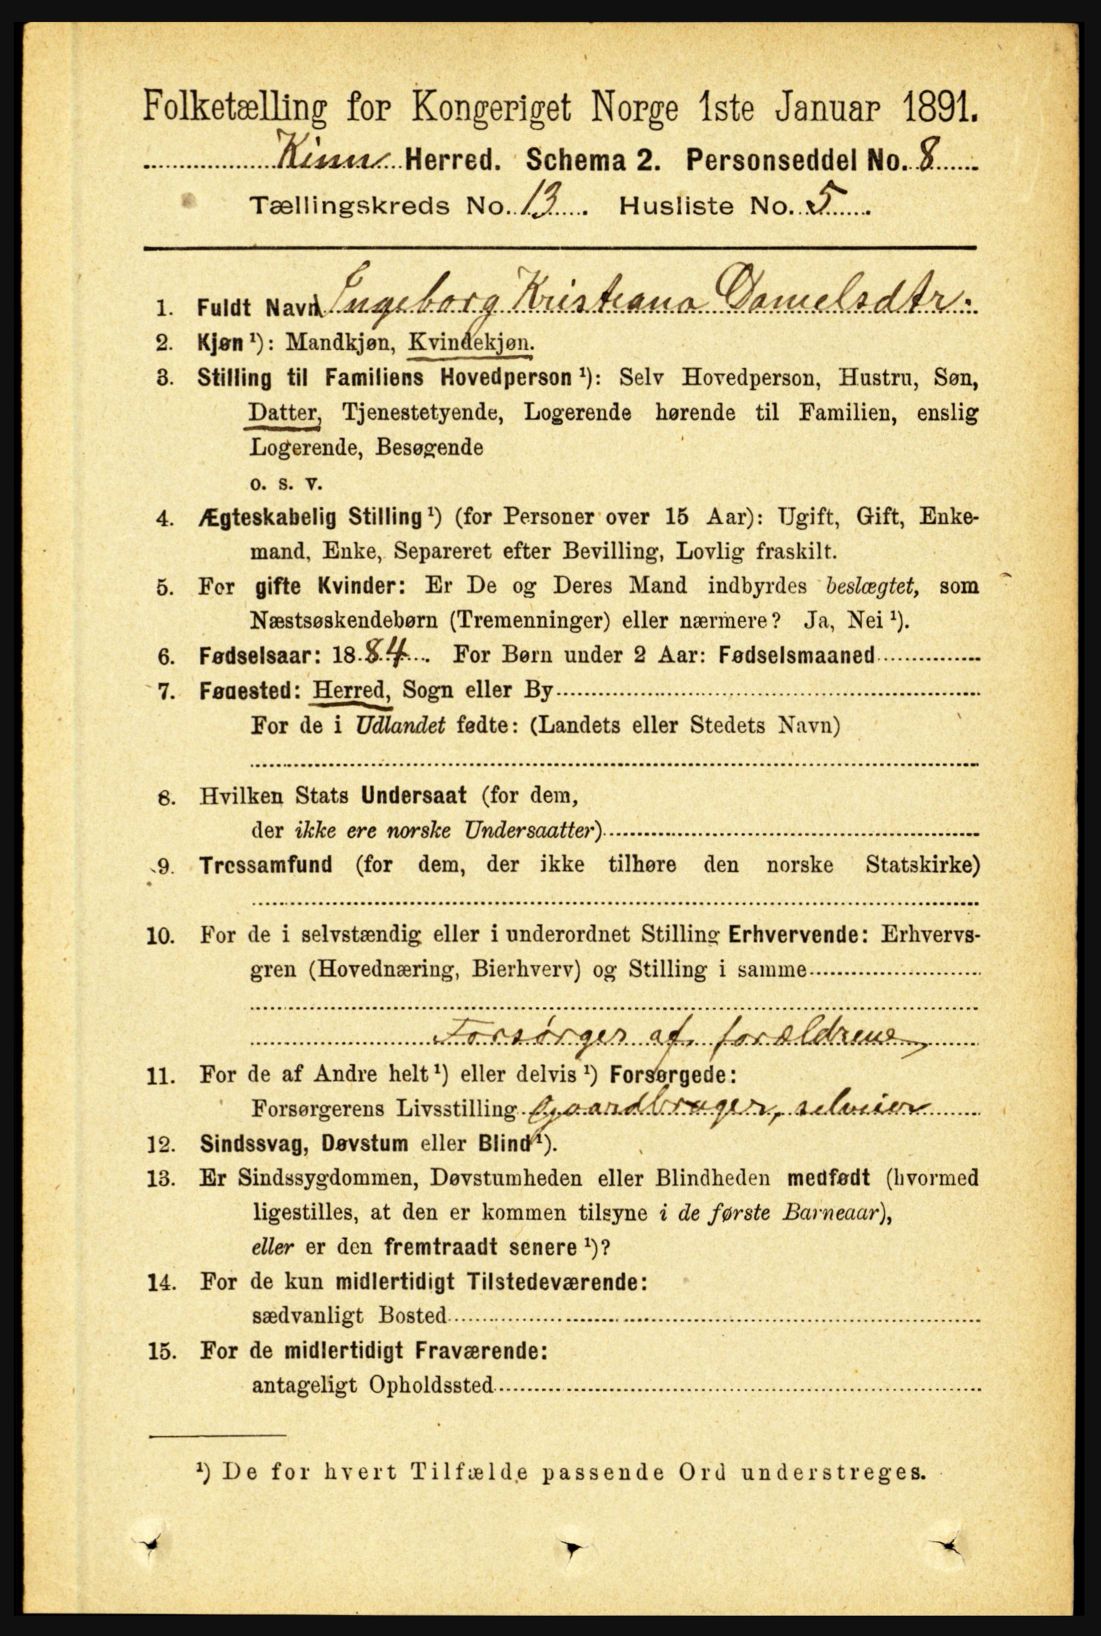 Folketælling for Kongeriget Norge 1ste Januar 1891.
Kinn Herred. Schema 2. Personseddel No. 8
Tællingskreds No. 13. Husliste No. 5.
1. Fuldt Navn Ingeborg Kristiana Danielsdtr.
2. Kjøn¹): Mandkjøn, Kvindekjøn.
3. Stilling til Familiens Hovedperson¹): Selv Hovedperson, Hustru, Søn,
Datter, Tjenestetyende, Logerende hørende til Familien, enslig
Logerende, Besøgende
o. s. v.
4. Ægteskabelig Stilling¹) (for Personer over 15 Aar): Ugift, Gift, Enke-
mand, Enke, Separeret efter Bevilling, Lovlig fraskilt.
5. For gifte Kvinder: Er De og Deres Mand indbyrdes beslægtet, som
Næstsøskendebørn (Tremenninger) eller nærmere? Ja, Nei¹).
6. Fødselsaar: 1884. For Børn under 2 Aar: Fødselsmaaned
7. Fødested: Herred, Sogn eller By
For de i Udlandet fødte: (Landets eller Stedets Navn)
8. Hvilken Stats Undersaat (for dem,
der ikke ere norske Undersaatter)
9. Trossamfund (for dem, der ikke tilhøre den norske Statskirke)
10. For de i selvstændig eller i underordnet Stilling Erhvervende: Erhvervs-
gren (Hovednæring, Bierhverv) og Stilling i samme
Forsørges af forældrene,
11. For de af Andre helt¹) eller delvis¹) Forsørgede:
Forsørgerens Livsstilling gaardbruger, selveier
12. Sindssvag, Døvstum eller Blind¹).
13. Er Sindssygdommen, Døvstumheden eller Blindheden medfødt (hvormed
ligestilles, at den er kommen tilsyne i de første Barneaar),
eller er den fremtraadt senere¹)?
14. For de kun midlertidigt Tilstedeværende:
sædvanligt Bosted
15. For de midlertidigt Fraværende:
antageligt Opholdssted
¹) De for hvert Tilfælde passende Ord understreges.